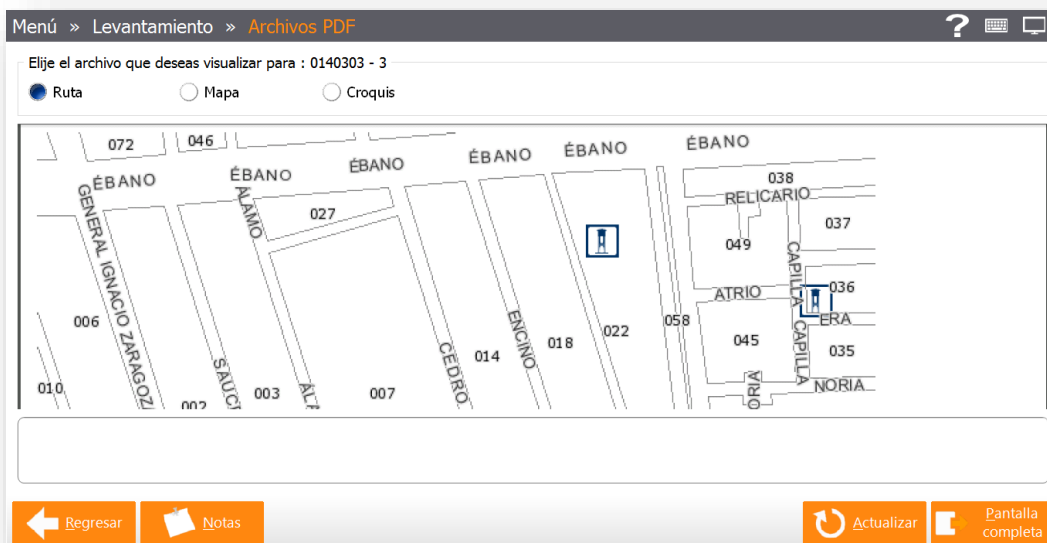 Menú » Levantamiento » Archivos PDF
?
Elije el archivo que deseas visualizar para : 0140303 - 3
Ruta
Mapa
Croquis
072
046
ÉBANO
ÉBANO
ÉBANO
ÉBANO
ÉBANO
ÉBANO
038
RELICARIO
GENERAL IGNACIO ZARAGOZA
ÁLAMO
027
037
049
CAPILLA
036
ATRIO
ERA
006
ENCINO
022
058
018
045
CAPILLA
035
014
CEDRO
SAUC
010
002
003
007
ORIA
NORIA
Regresar
Notas
Actualizar
Pantalla
completa